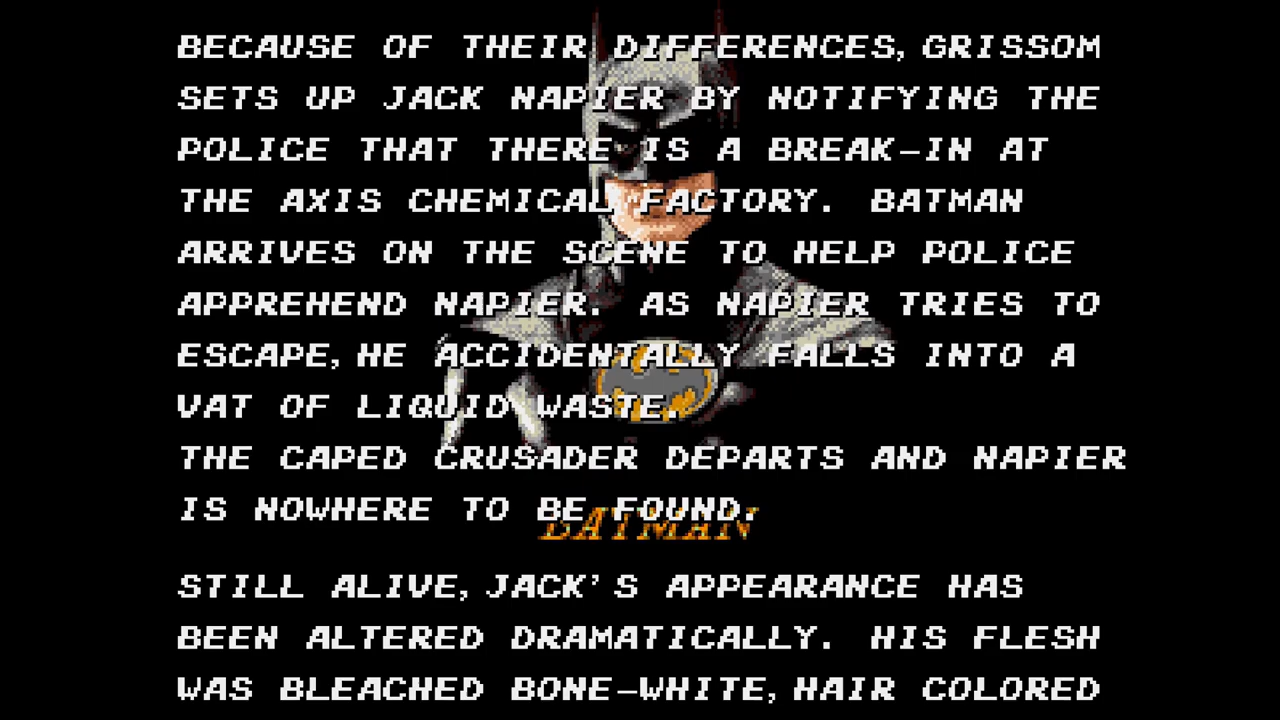 BECAUSE OF THEIR DIFFERENCES, GRISSOM
SETS UP JACK NAPIER BY NOTIFYING THE
POLICE THAT THERE IS A BREAK-IN AT
THE AXIS CHEMICAL FACTORY. BATMAN
ARRIVES ON THE SCENE TO HELP POLICE
APPREHEND NAPIER. AS NAPIER TRIES TO
ESCAPE, HE ACCIDENTALLY FALLS INTO A
VAT OF LIQUID WASTE.
THE CAPED CRUSADER DEPARTS AND NAPIER
IS NOWHERE TO BE FOUND.
BATMAN
STILL ALIVE, JACK'S APPEARANCE HAS
BEEN ALTERED DRAMATICALLY. HIS FLESH
WAS BLEACHED BONE-WHITE, HAIR COLORED